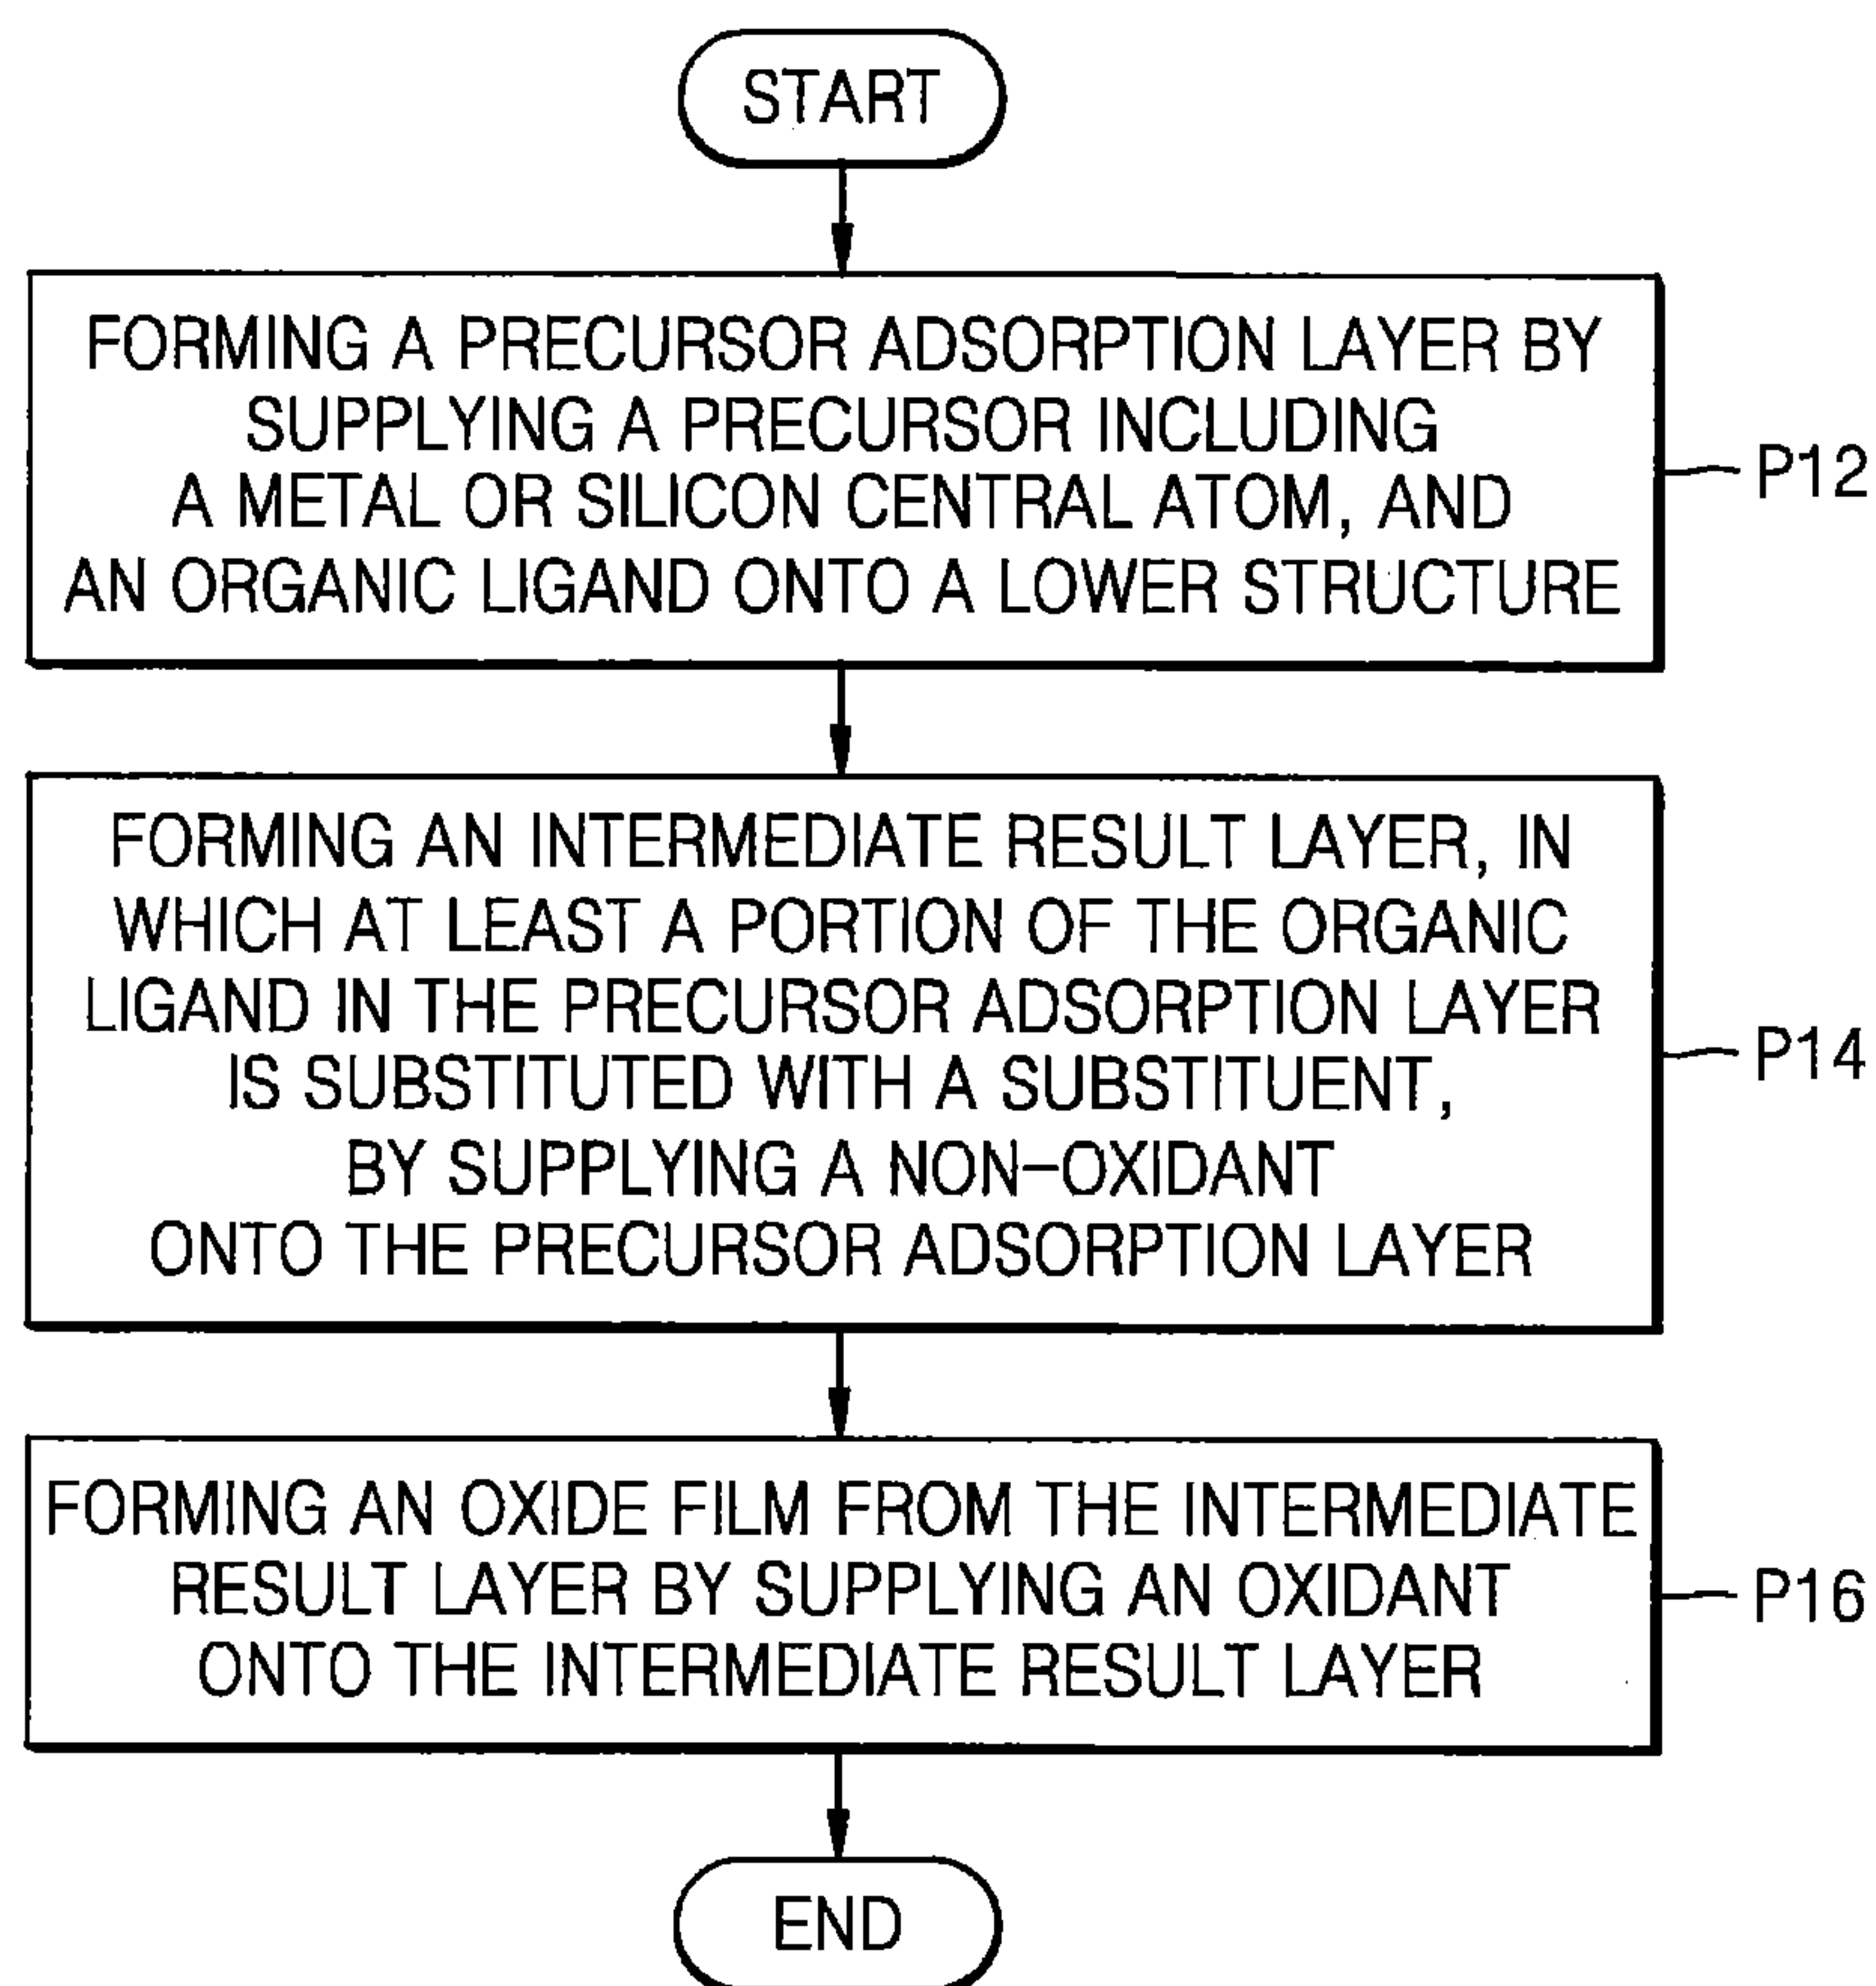 START
FORMING A PRECURSOR ADSORPTION LAYER BY
SUPPLYING A PRECURSOR INCLUDING
A METAL OR SILICON CENTRAL ATOM, AND
AN ORGANIC LIGAND ONTO A LOWER STRUCTURE
P12
FORMING AN INTERMEDIATE RESULT LAYER, IN
WHICH AT LEAST A PORTION OF THE ORGANIC
LIGAND IN THE PRECURSOR ADSORPTION LAYER
IS SUBSTITUTED WITH A SUBSTITUENT,
BY SUPPLYING A NON-OXIDANT
ONTO THE PRECURSOR ADSORPTION LAYER
P14
FORMING AN OXIDE FILM FROM THE INTERMEDIATE
RESULT LAYER BY SUPPLYING AN OXIDANT
ONTO THE INTERMEDIATE RESULT LAYER
P16
END